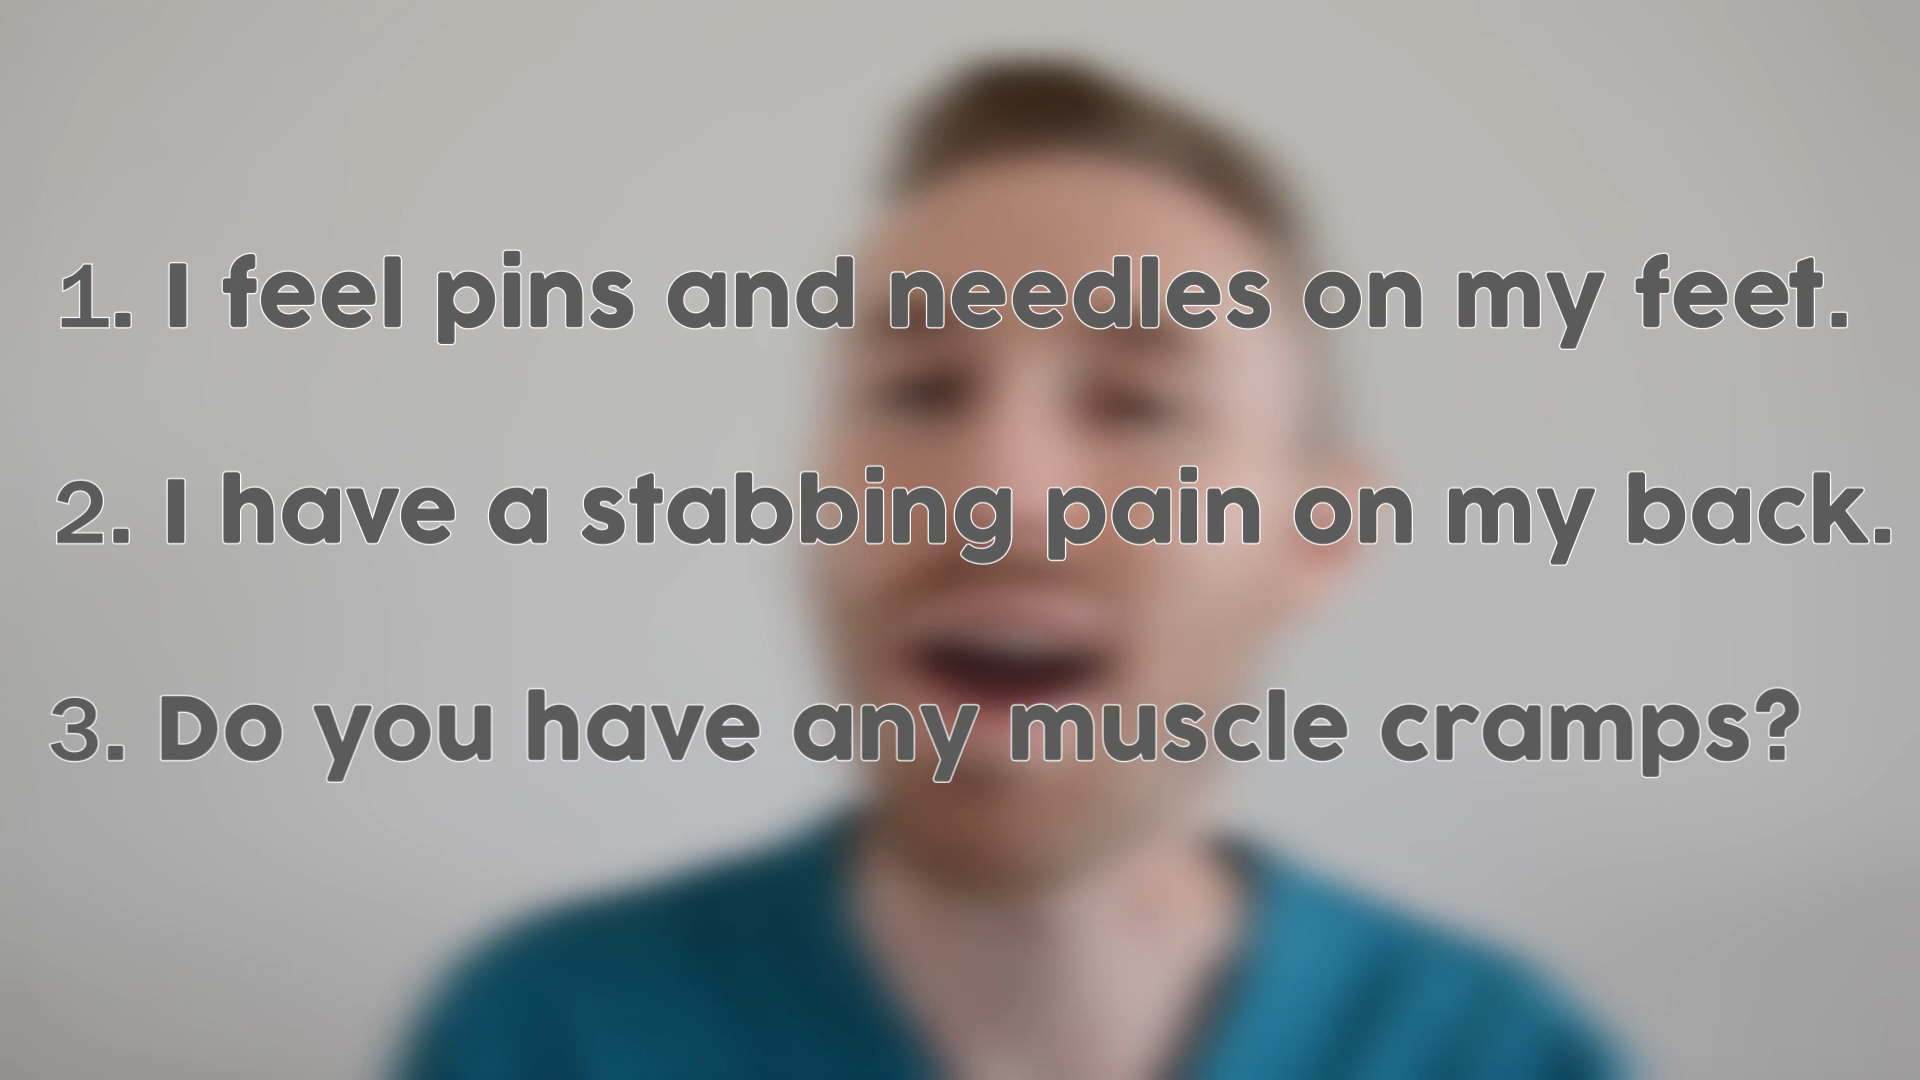 1. I feel pins and needles on my feet.
2. I have a stabbing pain on my back.
3. Do you have any muscle cramps?